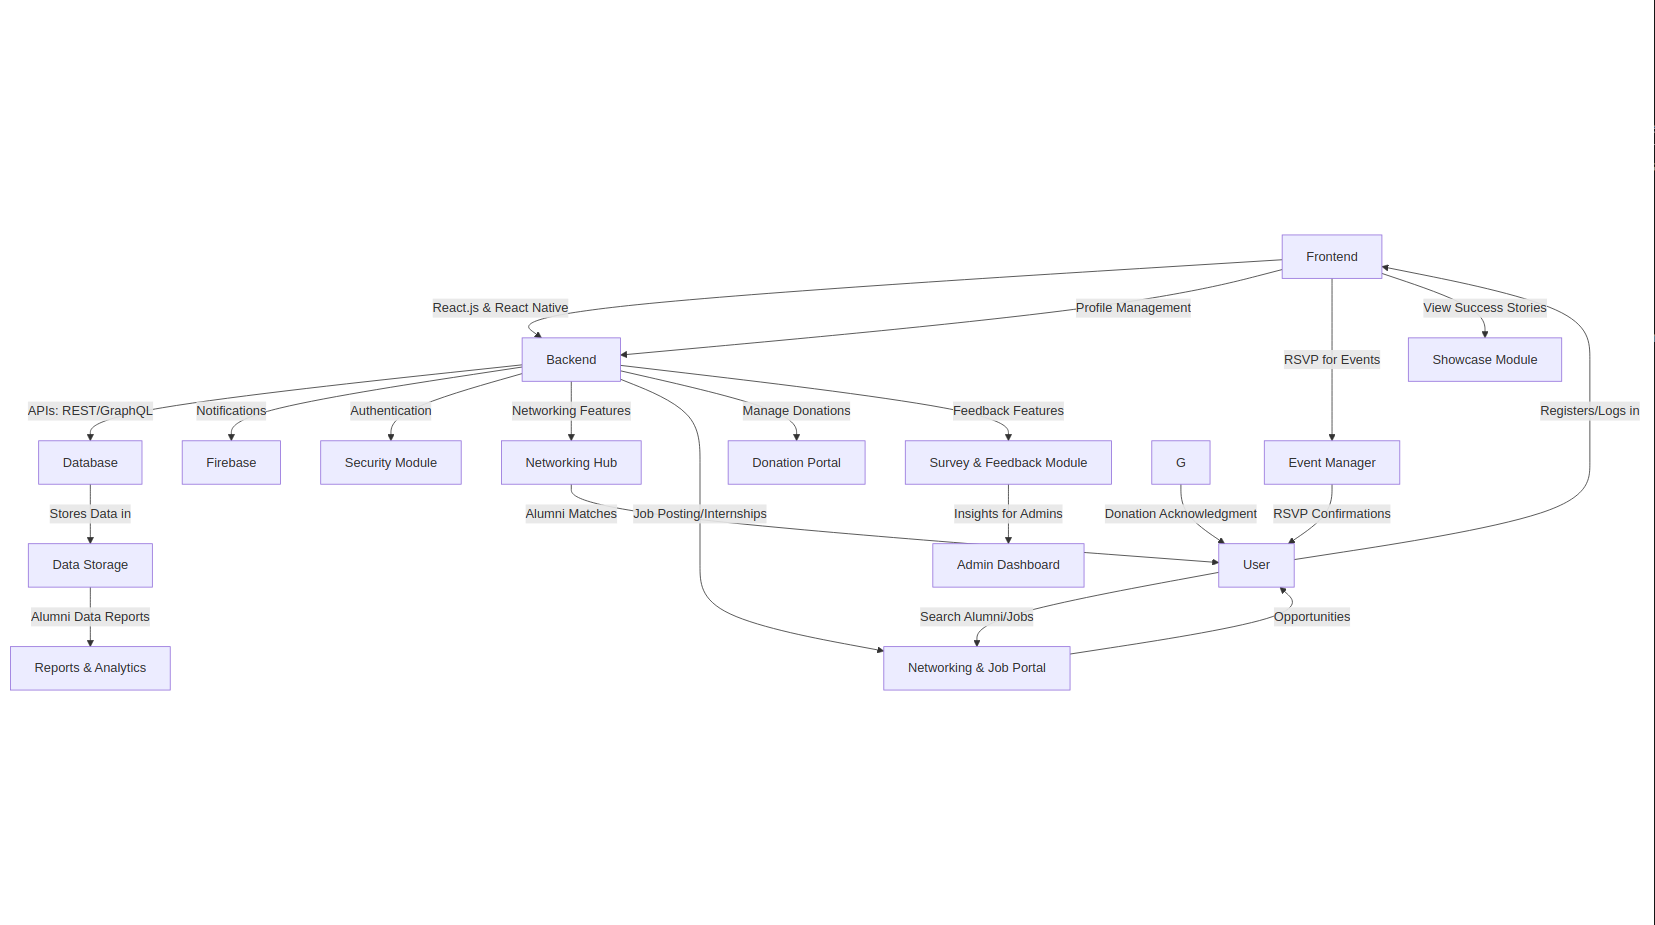 Frontend
React.js & React Native
Profile Management
View Success Stories
Backend
RSVP for Events
Showcase Module
APIs: REST/GraphQL
Notifications
Authentication
Networking Features
Manage Donations
Feedback Features
Registers/Logs in
Database
Firebase
Security Module
Networking Hub
Donation Portal
Survey & Feedback Module
G
Event Manager
Stores Data in
Alumni Matches
Job Posting/Internships
Insights for Admins
Donation Acknowledgment
RSVP Confirmations
Data Storage
Admin Dashboard
User
Alumni Data Reports
Search Alumni/Jobs
Opportunities
Reports & Analytics
Networking & Job Portal